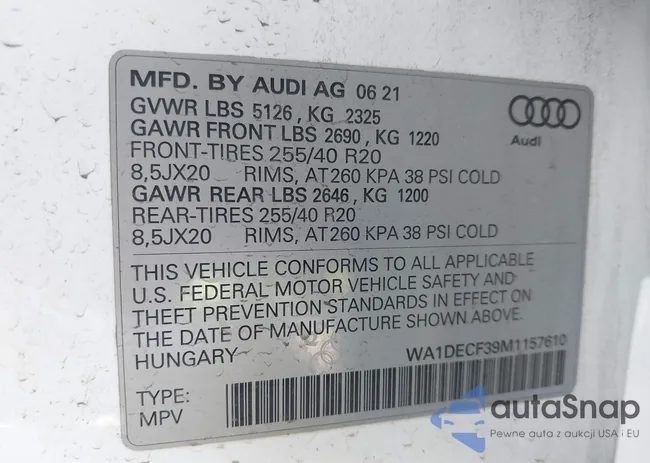 MFD. BY AUDI AG 06 21
GVWR LBS 5126, KG 2325
GAWR FRONT LBS 2690, KG 1220
FRONT-TIRES 255/40 R20
8,5JX20 RIMS, AT260 KPA 38 PSI COLD
GAWR REAR LBS 2646, KG 1200
REAR-TIRES 255/40 R20
8,5JX20 RIMS, AT260 KPA 38 PSI COLD
Audi
THIS VEHICLE CONFORMS TO ALL APPLICABLE
U.S. FEDERAL MOTOR VEHICLE SAFETY AND
THEFT PREVENTION STANDARDS IN EFFECT ON
THE DATE OF MANUFACTURE SHOWN ABOVE.
HUNGARY WA1DECF39M1157610
TYPE:
MPV
autaSnap
Pewne auta z aukcji USA i EU